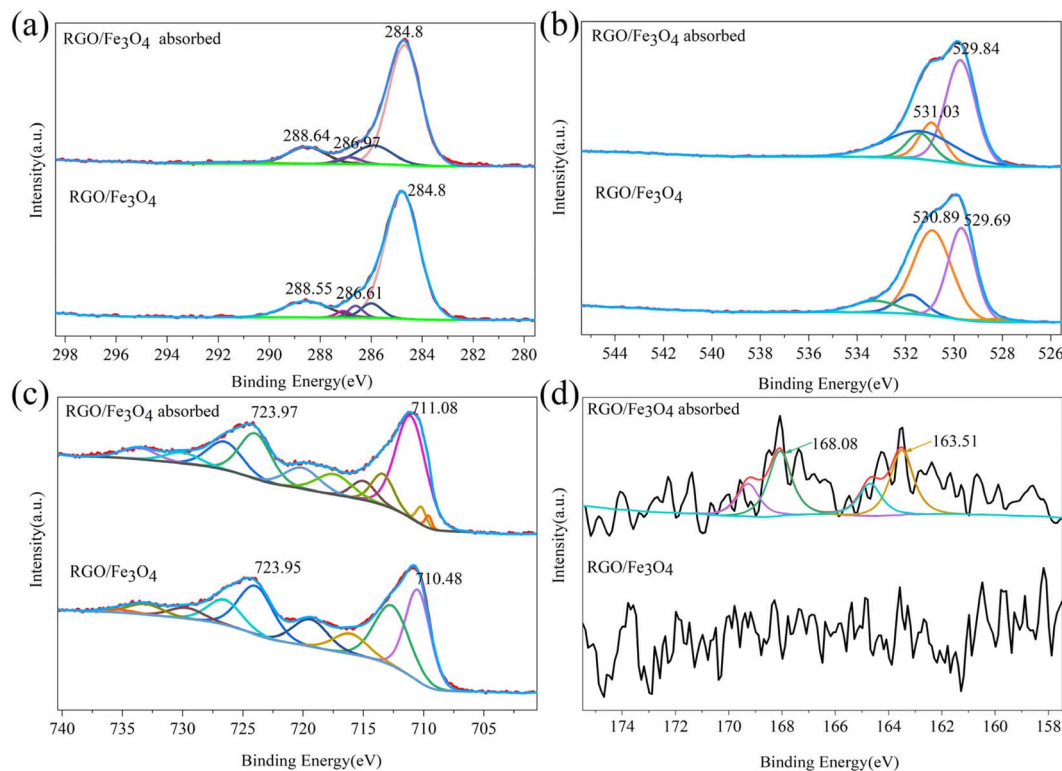 (a)
RGO/Fe₃O₄ absorbed
284.8
288.64
286.97
RGO/Fe₃O₄
284.8
288.55
286.61
Intensity(a.u.)
298 296 294 292 290 288 286 284 282 280
Binding Energy(eV)
(b)
RGO/Fe₃O₄ absorbed
529.84
531.03
RGO/Fe₃O₄
530.89
529.69
Intensity(a.u.)
544 542 540 538 536 534 532 530 528 526
Binding Energy(eV)
(c)
RGO/Fe₃O₄ absorbed
723.97
711.08
RGO/Fe₃O₄
723.95
710.48
Intensity(a.u.)
740 735 730 725 720 715 710 705
Binding Energy(eV)
(d)
RGO/Fe₃O₄ absorbed
168.08
163.51
RGO/Fe₃O₄
Intensity(a.u.)
174 172 170 168 166 164 162 160 158
Binding Energy(eV)